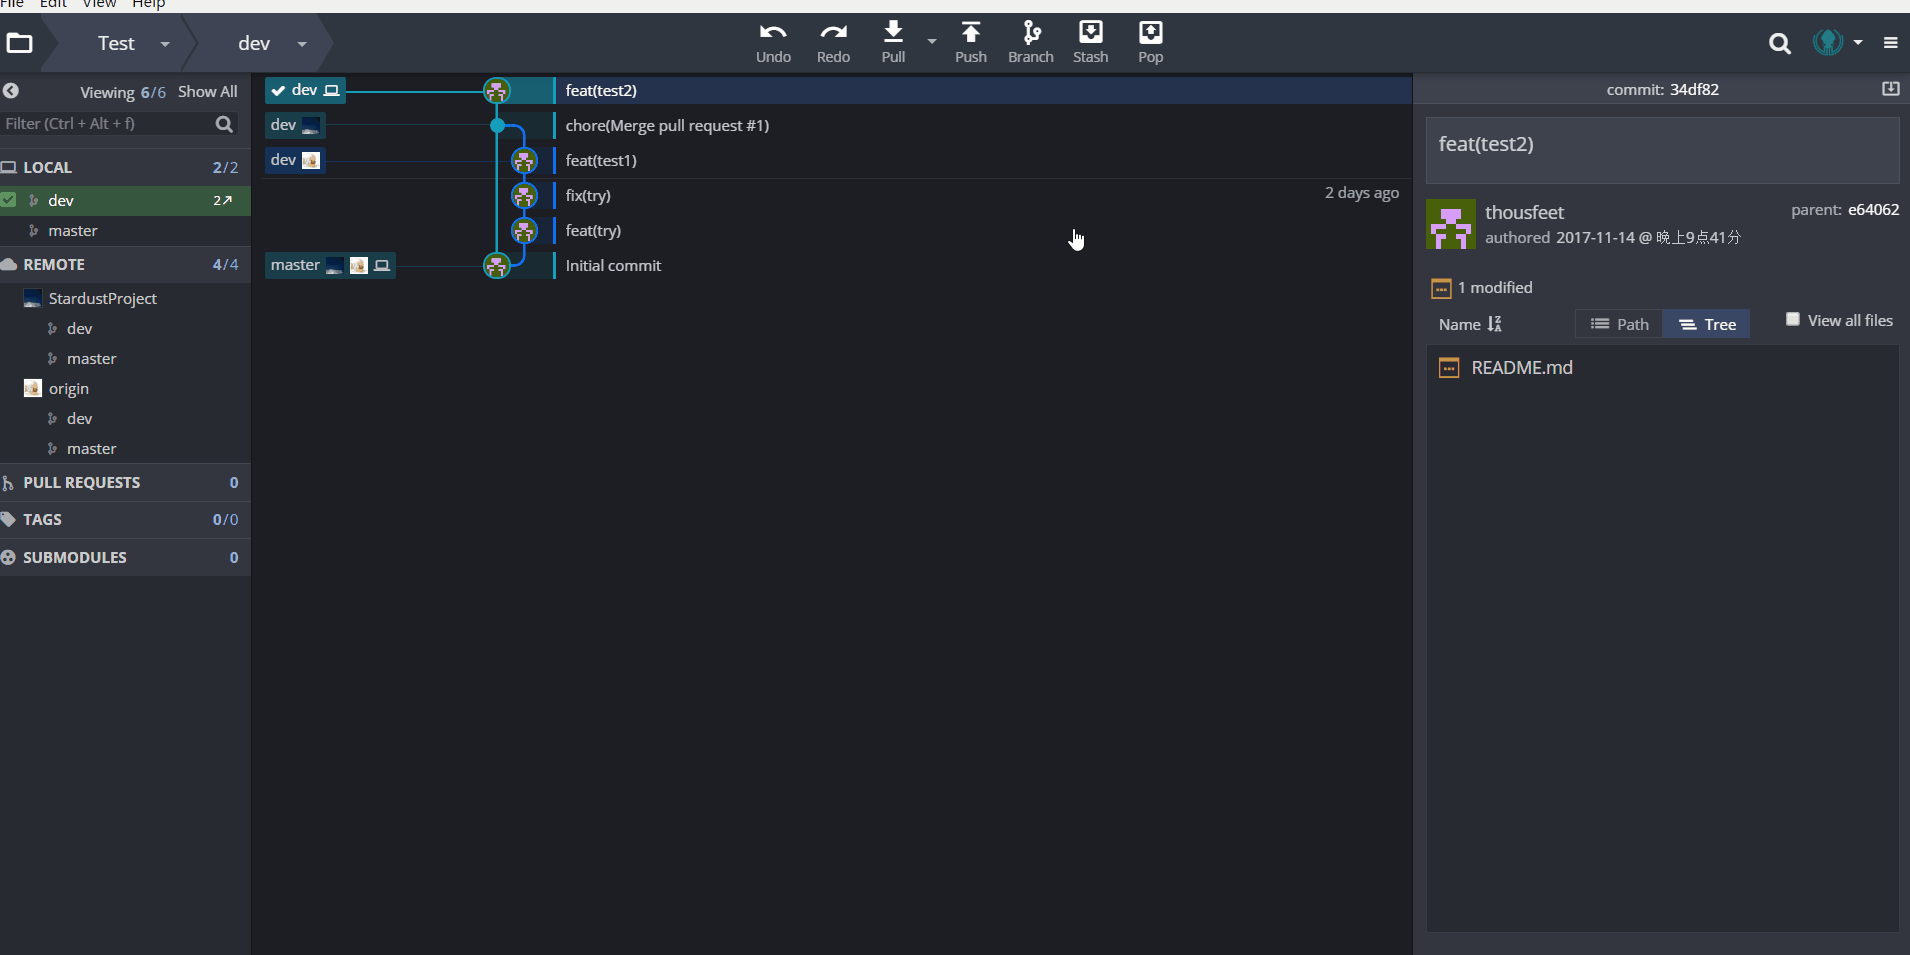 File Edit View Help
Test dev Undo Redo Pull Push Branch Stash Pop
Viewing 6/6 Show All
Filter (Ctrl + Alt + f)
LOCAL 2/2
dev 2↗
master
REMOTE 4/4
StardustProject
dev
master
origin
dev
master
PULL REQUESTS 0
TAGS 0/0
SUBMODULES 0
dev feat(test2)
dev chore(Merge pull request #1)
dev feat(test1)
fix(try) 2 days ago
feat(try)
master Initial commit
commit: 34df82
feat(test2)
thousfeet parent: e64062
authored 2017-11-14 @ 晚上9点41分
1 modified
Name Path Tree View all files
README.md